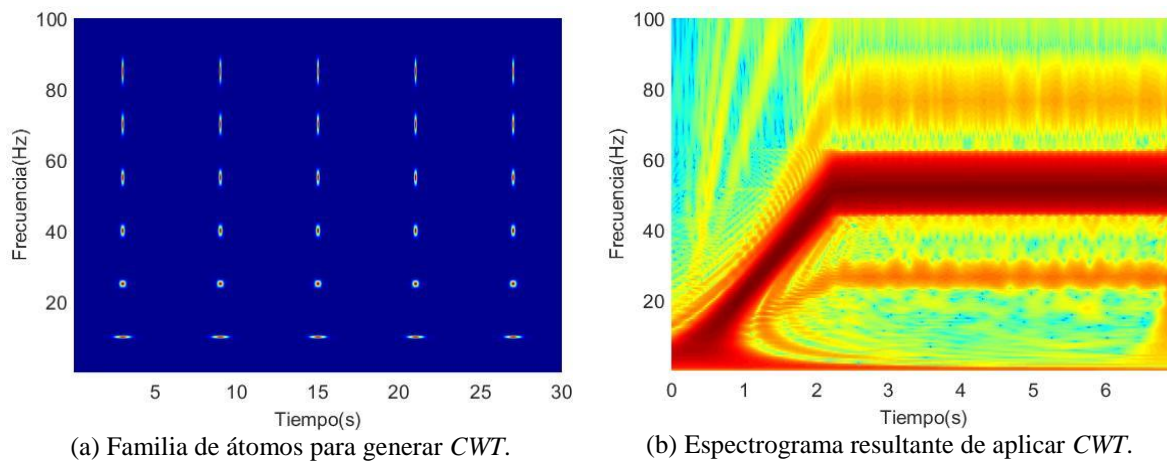 100
80
60
40
20
Frecuencia(Hz)
5 10 15 20 25 30
Tiempo(s)
(a) Familia de átomos para generar CWT.
100
80
60
40
20
Frecuencia(Hz)
0 1 2 3 4 5 6
Tiempo(s)
(b) Espectrograma resultante de aplicar CWT.